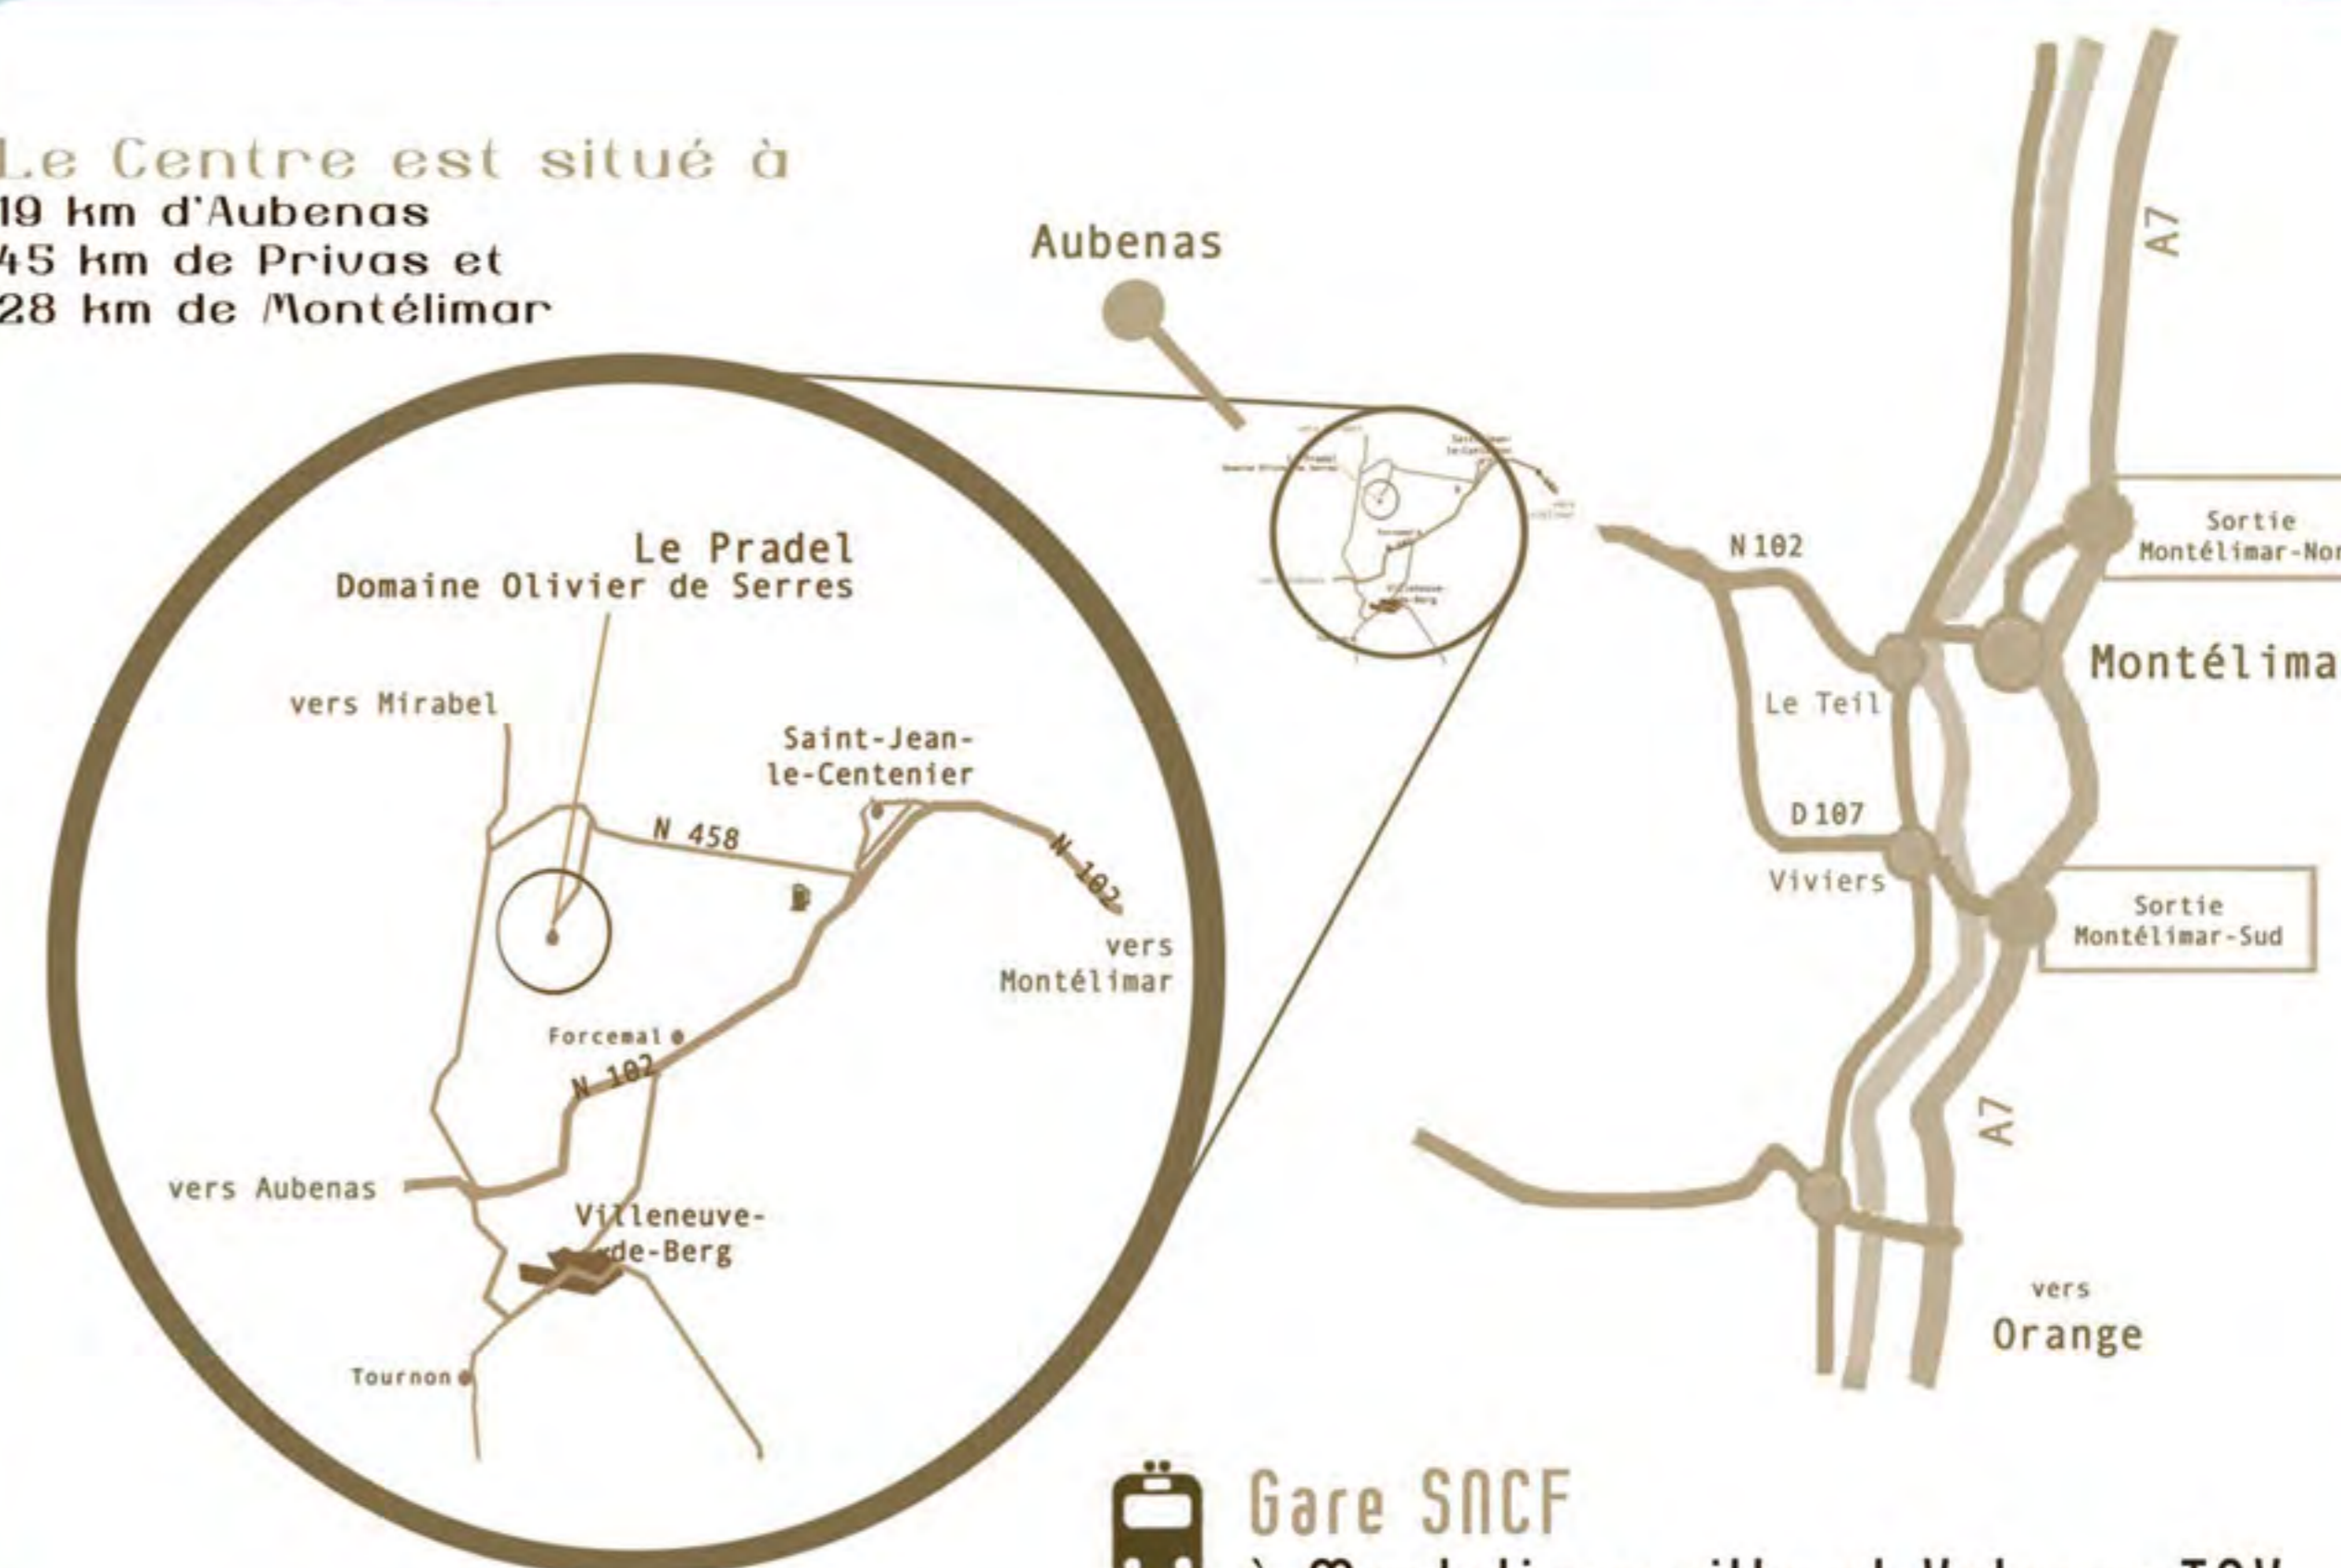 Le Centre est situé à
19 km d'Aubenas
45 km de Privas et
28 km de Montélimar
Aubenas
A7
Sortie
N 102
Le Teil
D 107
Viviers
Sortie
Montélimar-Sud
A7
vers
Orange
Le Pradel
Domaine Olivier de Serres
vers Mirabel
Saint-Jean-
le-Centenier
N 458
N 102
vers
Montélimar
Forcemal
N 102
vers Aubenas
Villeneuve-
de-Berg
Tournon
Gare SNCF